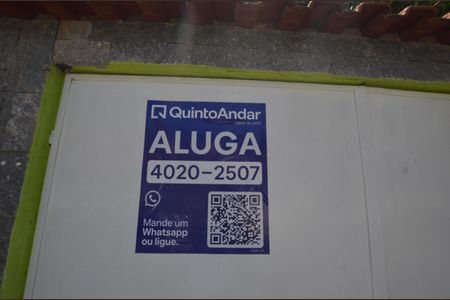 QuintoAndar
ALUGA
4020-2507
Mande um
Whatsapp
ou ligue.